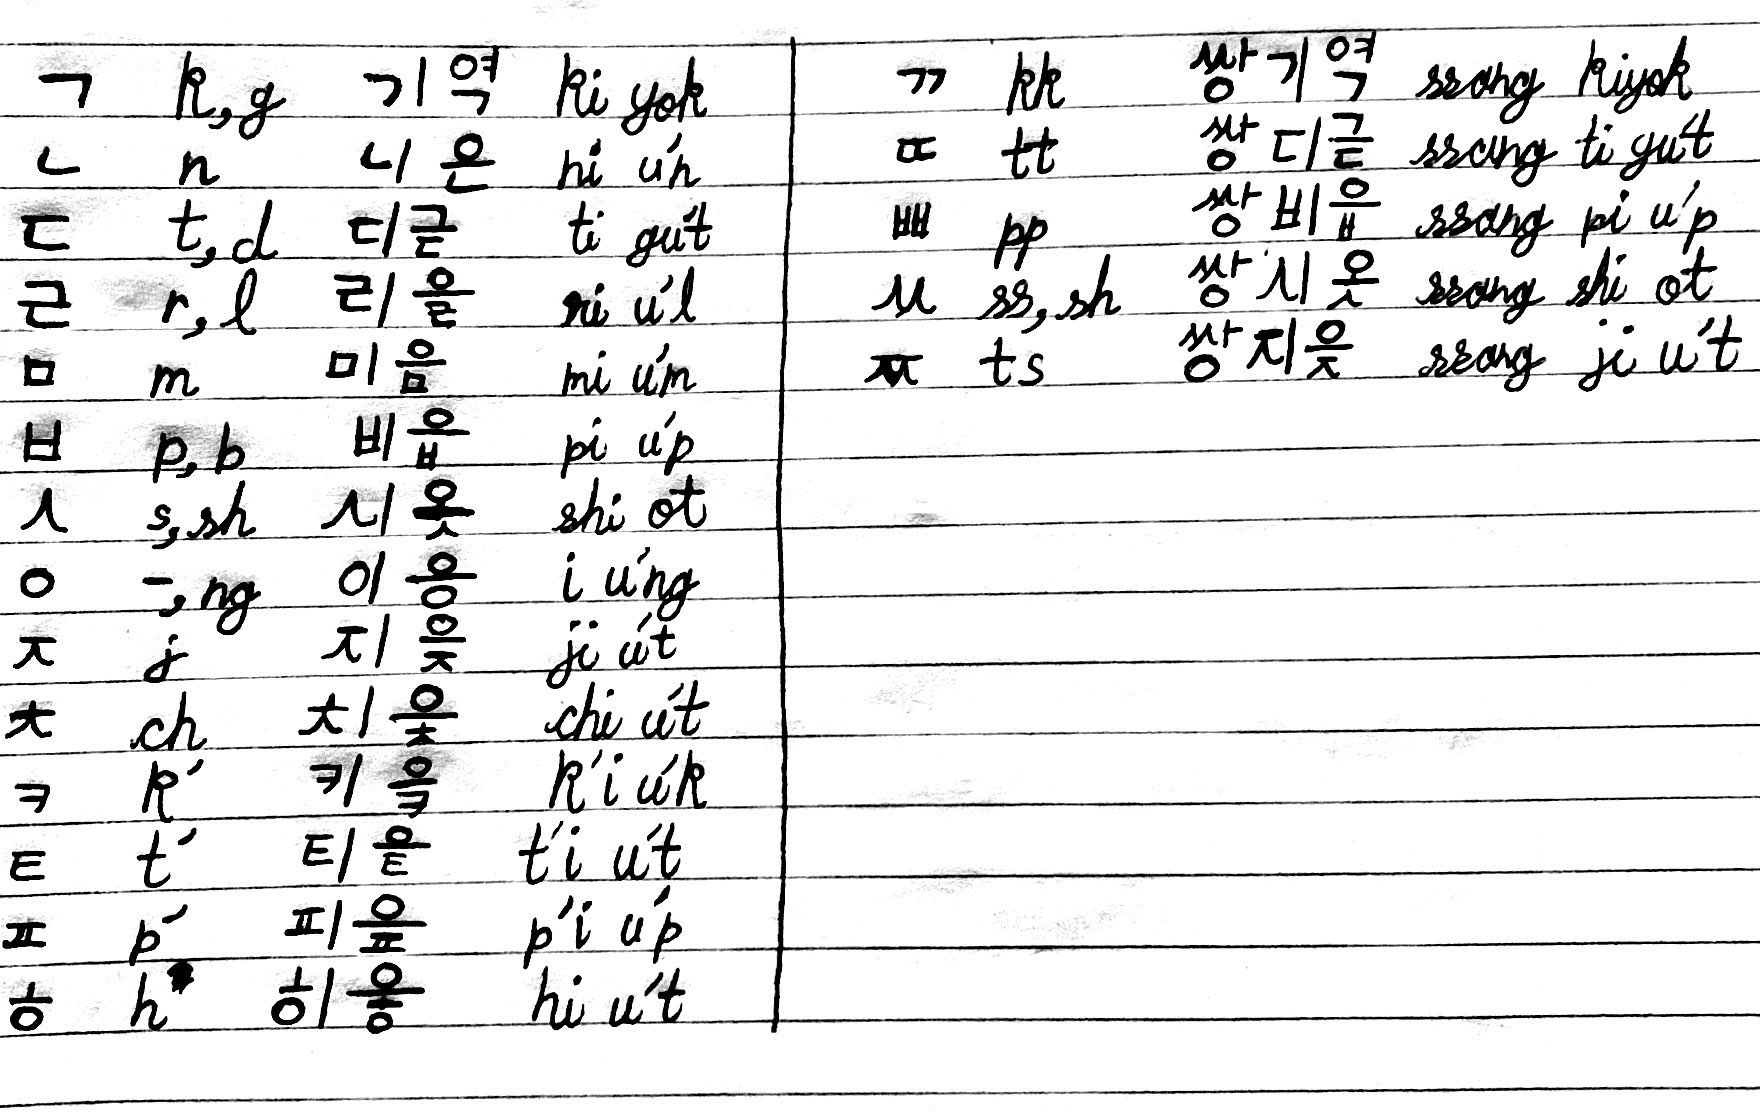 ㄱ k,g 기역 ki yok
ㄴ n 니은 ni ún
ㄷ t,d 디귿 ti gút
ㄹ r,l 리을 ri úl
ㅁ m 미음 mi úm
ㅂ p,b 비읍 pi úp
ㅅ s,sh 시옷 shi ot
ㅇ -,ng 이응 i úng
ㅈ j 지읒 ji út
ㅊ ch 치읓 chi út
ㅋ k' 키읔 k'i úk
ㅌ t' 티읕 t'i út
ㅍ p' 피읖 p'i úp
ㅎ h 히읗 hi út
ㄲ kk 쌍기역 ssang kiyok
ㄸ tt 쌍디귿 ssang ti gút
ㅃ pp 쌍비읍 ssang pi úp
ㅆ ss,sh 쌍시옷 ssang shi ot
ㅉ ts 쌍지읒 ssang ji út